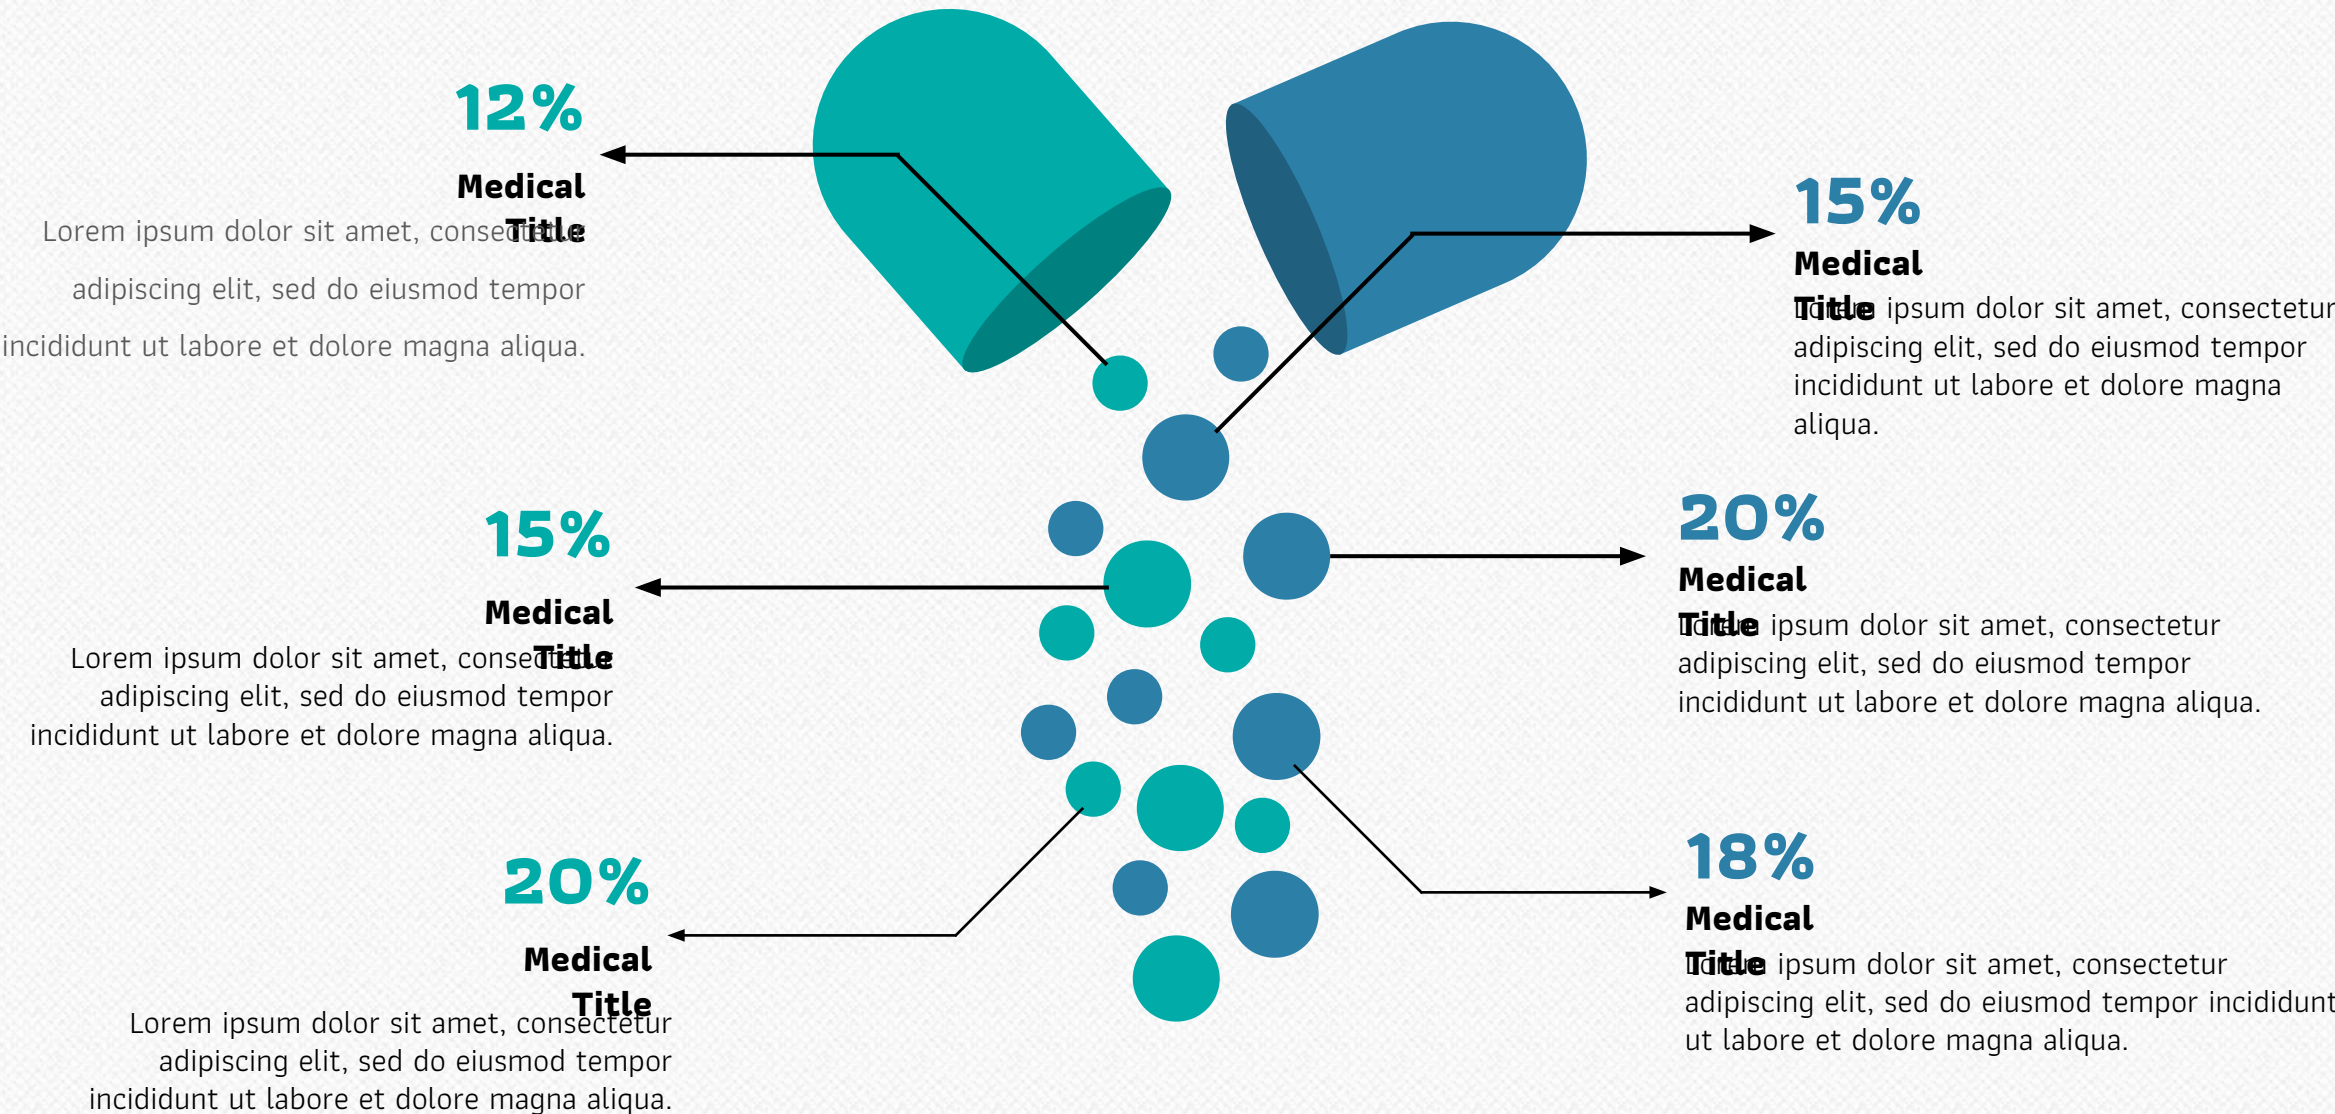 12%
Medical
Title
Lorem ipsum dolor sit amet, consectetur
adipiscing elit, sed do eiusmod tempor
incididunt ut labore et dolore magna aliqua.
15%
Medical
Title
Lorem ipsum dolor sit amet, consectetur
adipiscing elit, sed do eiusmod tempor
incididunt ut labore et dolore magna aliqua.
20%
Medical
Title
Lorem ipsum dolor sit amet, consectetur
adipiscing elit, sed do eiusmod tempor
incididunt ut labore et dolore magna aliqua.
15%
Medical
Title
Lorem ipsum dolor sit amet, consectetur
adipiscing elit, sed do eiusmod tempor
incididunt ut labore et dolore magna
aliqua.
20%
Medical
Title
Lorem ipsum dolor sit amet, consectetur
adipiscing elit, sed do eiusmod tempor
incididunt ut labore et dolore magna aliqua.
18%
Medical
Title
Lorem ipsum dolor sit amet, consectetur
adipiscing elit, sed do eiusmod tempor incididunt
ut labore et dolore magna aliqua.